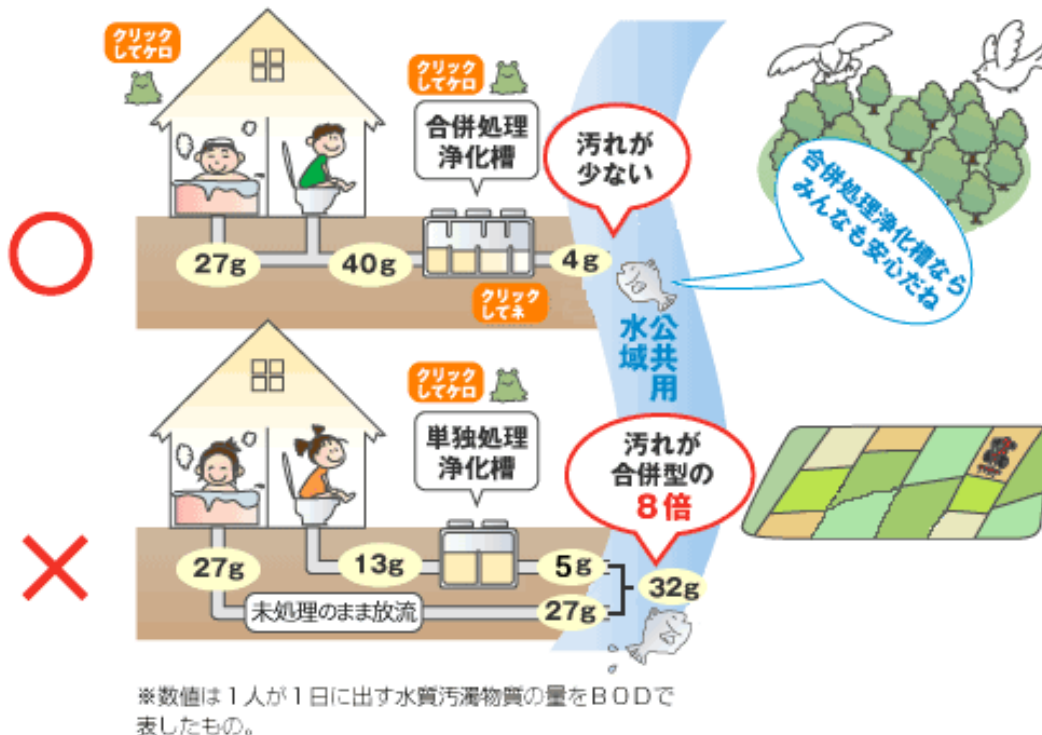 クリック
してケロ
クリック
してケロ
合併処理
浄化槽
汚れが
少ない
合併処理浄化槽なら
みんなも安心だね
27g
40g
4g
クリック
してネ
公共用
水域
クリック
してケロ
単独処理
浄化槽
汚れが
合併型の
8倍
27g
13g
5g
32g
未処理のまま放流
27g
※数値は1人が1日に出す水質汚濁物質の量をBODで
表したもの。